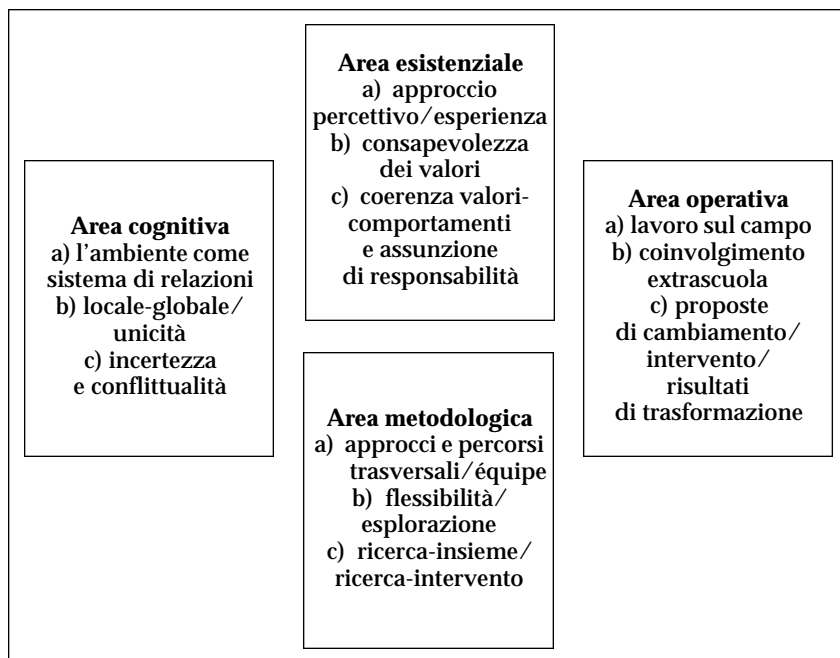 Area esistenziale
a) approccio
percettivo/esperienza
b) consapevolezza
dei valori
c) coerenza valori-
comportamenti
e assunzione
di responsabilità
Area cognitiva
a) l'ambiente come
sistema di relazioni
b) locale-globale/
unicità
c) incertezza
e conflittualità
Area operativa
a) lavoro sul campo
b) coinvolgimento
extrascuola
c) proposte
di cambiamento/
intervento/
risultati
di trasformazione
Area metodologica
a) approcci e percorsi
trasversali/équipe
b) flessibilità/
esplorazione
c) ricerca-insieme/
ricerca-intervento